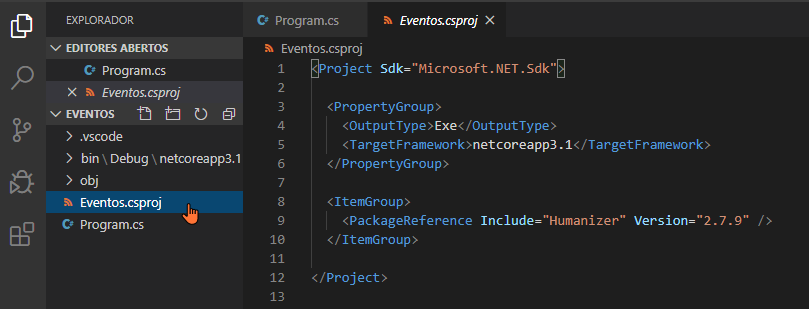 EXPLORADOR
EDITORES ABERTOS
C# Program.cs
Eventos.csproj
EVENTOS
.vscode
bin \ Debug \ netcoreapp3.1
obj
Eventos.csproj
C# Program.cs
C# Program.cs
Eventos.csproj
Eventos.csproj
1 <Project Sdk="Microsoft.NET.Sdk">
2
3 <PropertyGroup>
4 <OutputType>Exe</OutputType>
5 <TargetFramework>netcoreapp3.1</TargetFramework>
6 </PropertyGroup>
7
8 <ItemGroup>
9 <PackageReference Include="Humanizer" Version="2.7.9" />
10 </ItemGroup>
11
12 </Project>
13